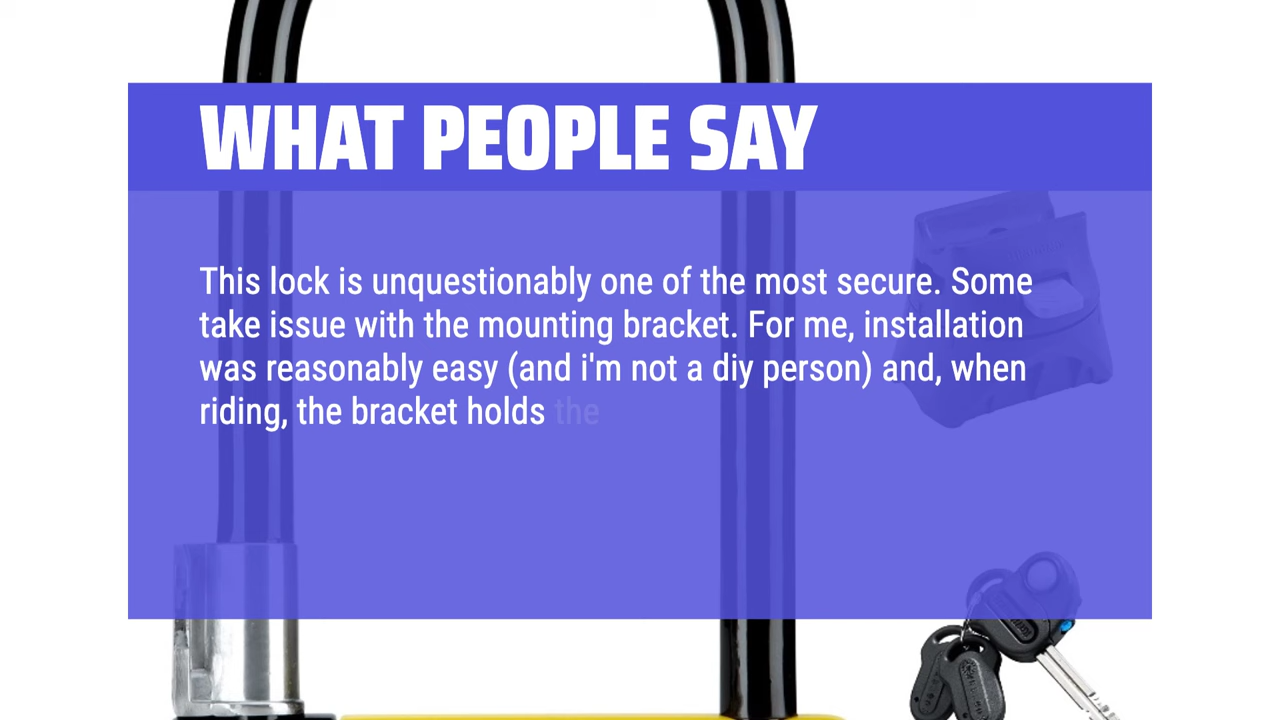 WHAT PEOPLE SAY
This lock is unquestionably one of the most secure. Some
take issue with the mounting bracket. For me, installation
was reasonably easy (and i'm not a diy person) and, when
riding, the bracket holds the